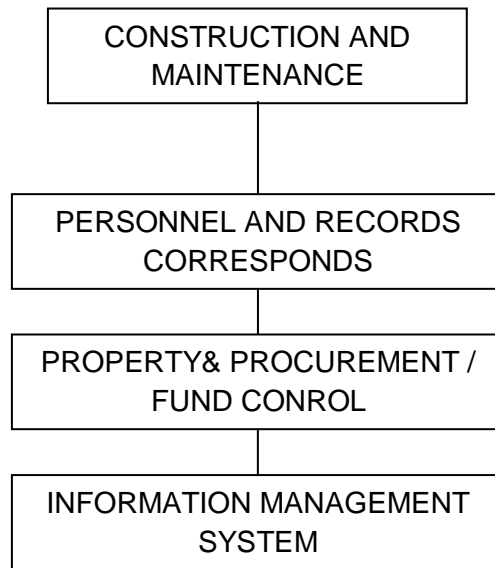 CONSTRUCTION AND
MAINTENANCE
PERSONNEL AND RECORDS
CORRESPONDS
PROPERTY& PROCUREMENT /
FUND CONROL
INFORMATION MANAGEMENT
SYSTEM